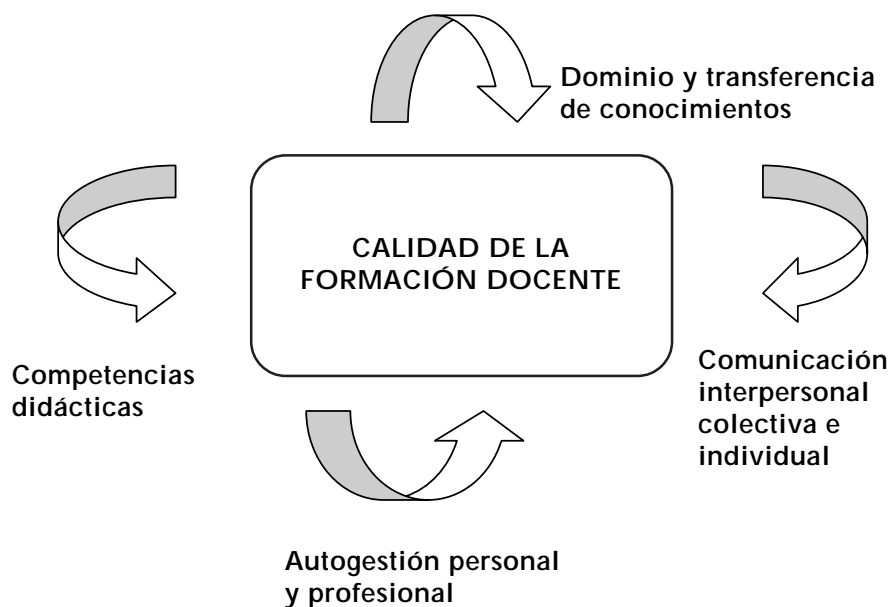 Dominio y transferencia
de conocimientos
CALIDAD DE LA
FORMACIÓN DOCENTE
Competencias
didácticas
Comunicación
interpersonal
colectiva e
individual
Autogestión personal
y profesional